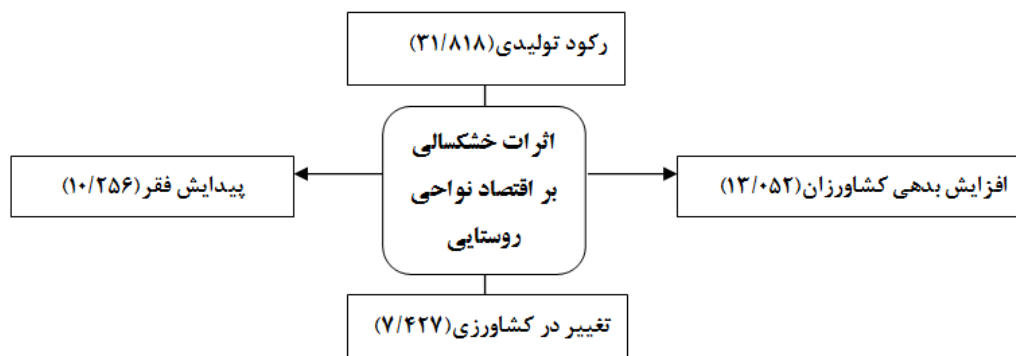 رکود تولیدی(۳۱/۸۱۸)
اثرات خشکسالی
بر اقتصاد نواحی
روستایی
افزایش بدهی کشاورزان(۱۳/۰۵۲)
پیدایش فقر(۱۰/۲۵۶)
تغییر در کشاورزی(۷/۴۲۷)